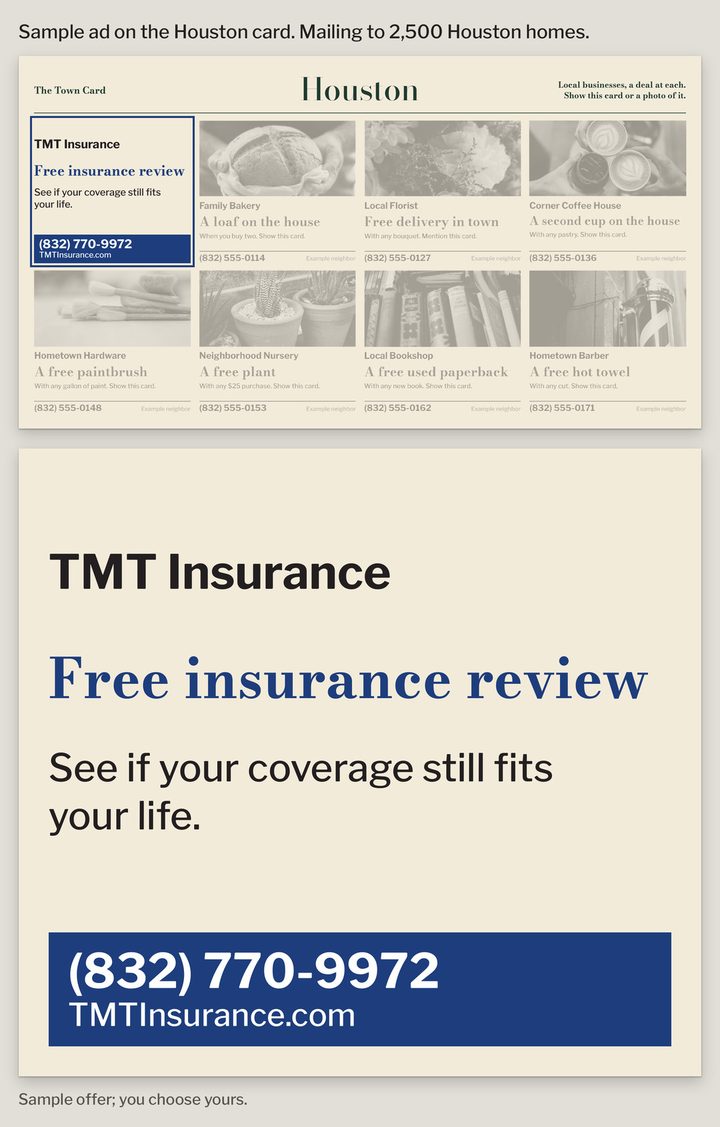 Sample ad on the Houston card. Mailing to 2,500 Houston homes.
The Town Card
Houston
Local businesses, a deal at each.
Show this card or a photo of it.
TMT Insurance
Free insurance review
See if your coverage still fits
your life.
(832) 770-9972
TMTInsurance.com
Family Bakery
A loaf on the house
When you buy two. Show this card.
(832) 555-0114
Example neighbor
Local Florist
Free delivery in town
With any bouquet. Mention this card.
(832) 555-0127
Example neighbor
Corner Coffee House
A second cup on the house
With any pastry. Show this card.
(832) 555-0136
Example neighbor
Hometown Hardware
A free paintbrush
With any gallon of paint. Show this card.
(832) 555-0148
Example neighbor
Neighborhood Nursery
A free plant
With any $25 purchase. Show this card.
(832) 555-0153
Example neighbor
Local Bookshop
A free used paperback
With any new book. Show this card.
(832) 555-0162
Example neighbor
Hometown Barber
A free hot towel
With any cut. Show this card.
(832) 555-0171
Example neighbor
TMT Insurance
Free insurance review
See if your coverage still fits
your life.
(832) 770-9972
TMTInsurance.com
Sample offer; you choose yours.